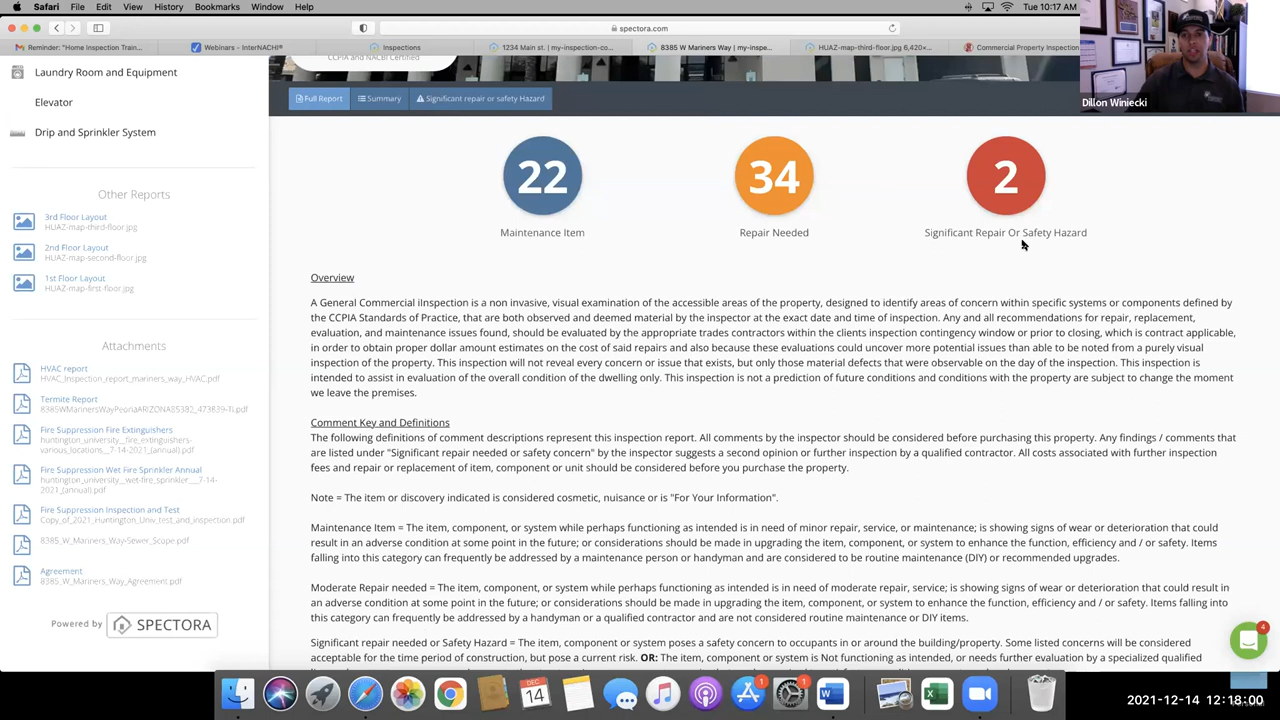 Safari File Edit View History Bookmarks Window Help
Tue 10:17 AM
spectora.com
Reminder: "Home Inspection Train...
Webinars - InterNACHI®
Inspections
1234 Main st. | my-inspection-co...
8385 W Mariners Way | my-inspe...
HUAZ-map-third-floor.jpg 6,420×...
Commercial Property Inspection
Dillon Winiecki
CCPIA and NACBI Certified
Laundry Room and Equipment
Elevator
Drip and Sprinkler System
Full Report Summary Significant repair or safety Hazard
22 34 2
Maintenance Item Repair Needed Significant Repair Or Safety Hazard
Other Reports
3rd Floor Layout
HUAZ-map-third-floor.jpg
2nd Floor Layout
HUAZ-map-second-floor.jpg
1st Floor Layout
HUAZ-map-first-floor.jpg
Attachments
HVAC report
HVAC_Inspection_report_mariners_way_HVAC.pdf
Termite Report
8385WMarinersWayPeoriaARIZONA85382_473839-TI.pdf
Fire Suppression Fire Extinguishers
huntington_university__fire_extinguishers-
various_locations__7-14-2021_(annual).pdf
Fire Suppression Wet Fire Sprinkler Annual
huntington_university__wet-fire_sprinkler___7-14-
2021_(annual).pdf
Fire Suppression Inspection and Test
Copy_of_2021_Huntington_Univ_test_and_inspection.pdf
8385_W_Mariners_Way-Sewer_Scope.pdf
Agreement
8385_W_Mariners_Way_Agreement.pdf
Powered by SPECTORA
Overview
A General Commercial iInspection is a non invasive, visual examination of the accessible areas of the property, designed to identify areas of concern within specific systems or components defined by
the CCPIA Standards of Practice, that are both observed and deemed material by the inspector at the exact date and time of inspection. Any and all recommendations for repair, replacement,
evaluation, and maintenance issues found, should be evaluated by the appropriate trades contractors within the clients inspection contingency window or prior to closing, which is contract applicable,
in order to obtain proper dollar amount estimates on the cost of said repairs and also because these evaluations could uncover more potential issues than able to be noted from a purely visual
inspection of the property. This inspection will not reveal every concern or issue that exists, but only those material defects that were observable on the day of the inspection. This inspection is
intended to assist in evaluation of the overall condition of the dwelling only. This inspection is not a prediction of future conditions and conditions with the property are subject to change the moment
we leave the premises.
Comment Key and Definitions
The following definitions of comment descriptions represent this inspection report. All comments by the inspector should be considered before purchasing this property. Any findings / comments that
are listed under "Significant repair needed or safety concern" by the inspector suggests a second opinion or further inspection by a qualified contractor. All costs associated with further inspection
fees and repair or replacement of item, component or unit should be considered before you purchase the property.
Note = The item or discovery indicated is considered cosmetic, nuisance or is "For Your Information".
Maintenance Item = The item, component, or system while perhaps functioning as intended is in need of minor repair, service, or maintenance; is showing signs of wear or deterioration that could
result in an adverse condition at some point in the future; or considerations should be made in upgrading the item, component, or system to enhance the function, efficiency and / or safety. Items
falling into this category can frequently be addressed by a maintenance person or handyman and are considered to be routine maintenance (DIY) or recommended upgrades.
Moderate Repair needed = The item, component, or system while perhaps functioning as intended is in need of moderate repair, service; is showing signs of wear or deterioration that could result in
an adverse condition at some point in the future; or considerations should be made in upgrading the item, component, or system to enhance the function, efficiency and / or safety. Items falling into
this category can frequently be addressed by a handyman or a qualified contractor and are not considered routine maintenance or DIY items.
Significant repair needed or Safety Hazard = The item, component or system poses a safety concern to occupants in or around the building/property. Some listed concerns will be considered
acceptable for the time period of construction, but pose a current risk. OR: The item, component or system is Not functioning as intended, or needs further evaluation by a specialized qualified
4
DEC
14
1
1
2021-12-14 12:18:00